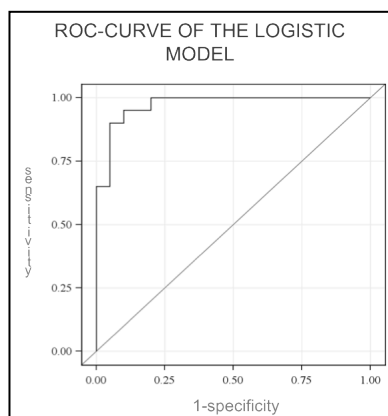 ROC-CURVE OF THE LOGISTIC
MODEL
1.00
0.75
0.50
0.25
0.00
sensitivity
0.00 0.25 0.50 0.75 1.00
1-specificity